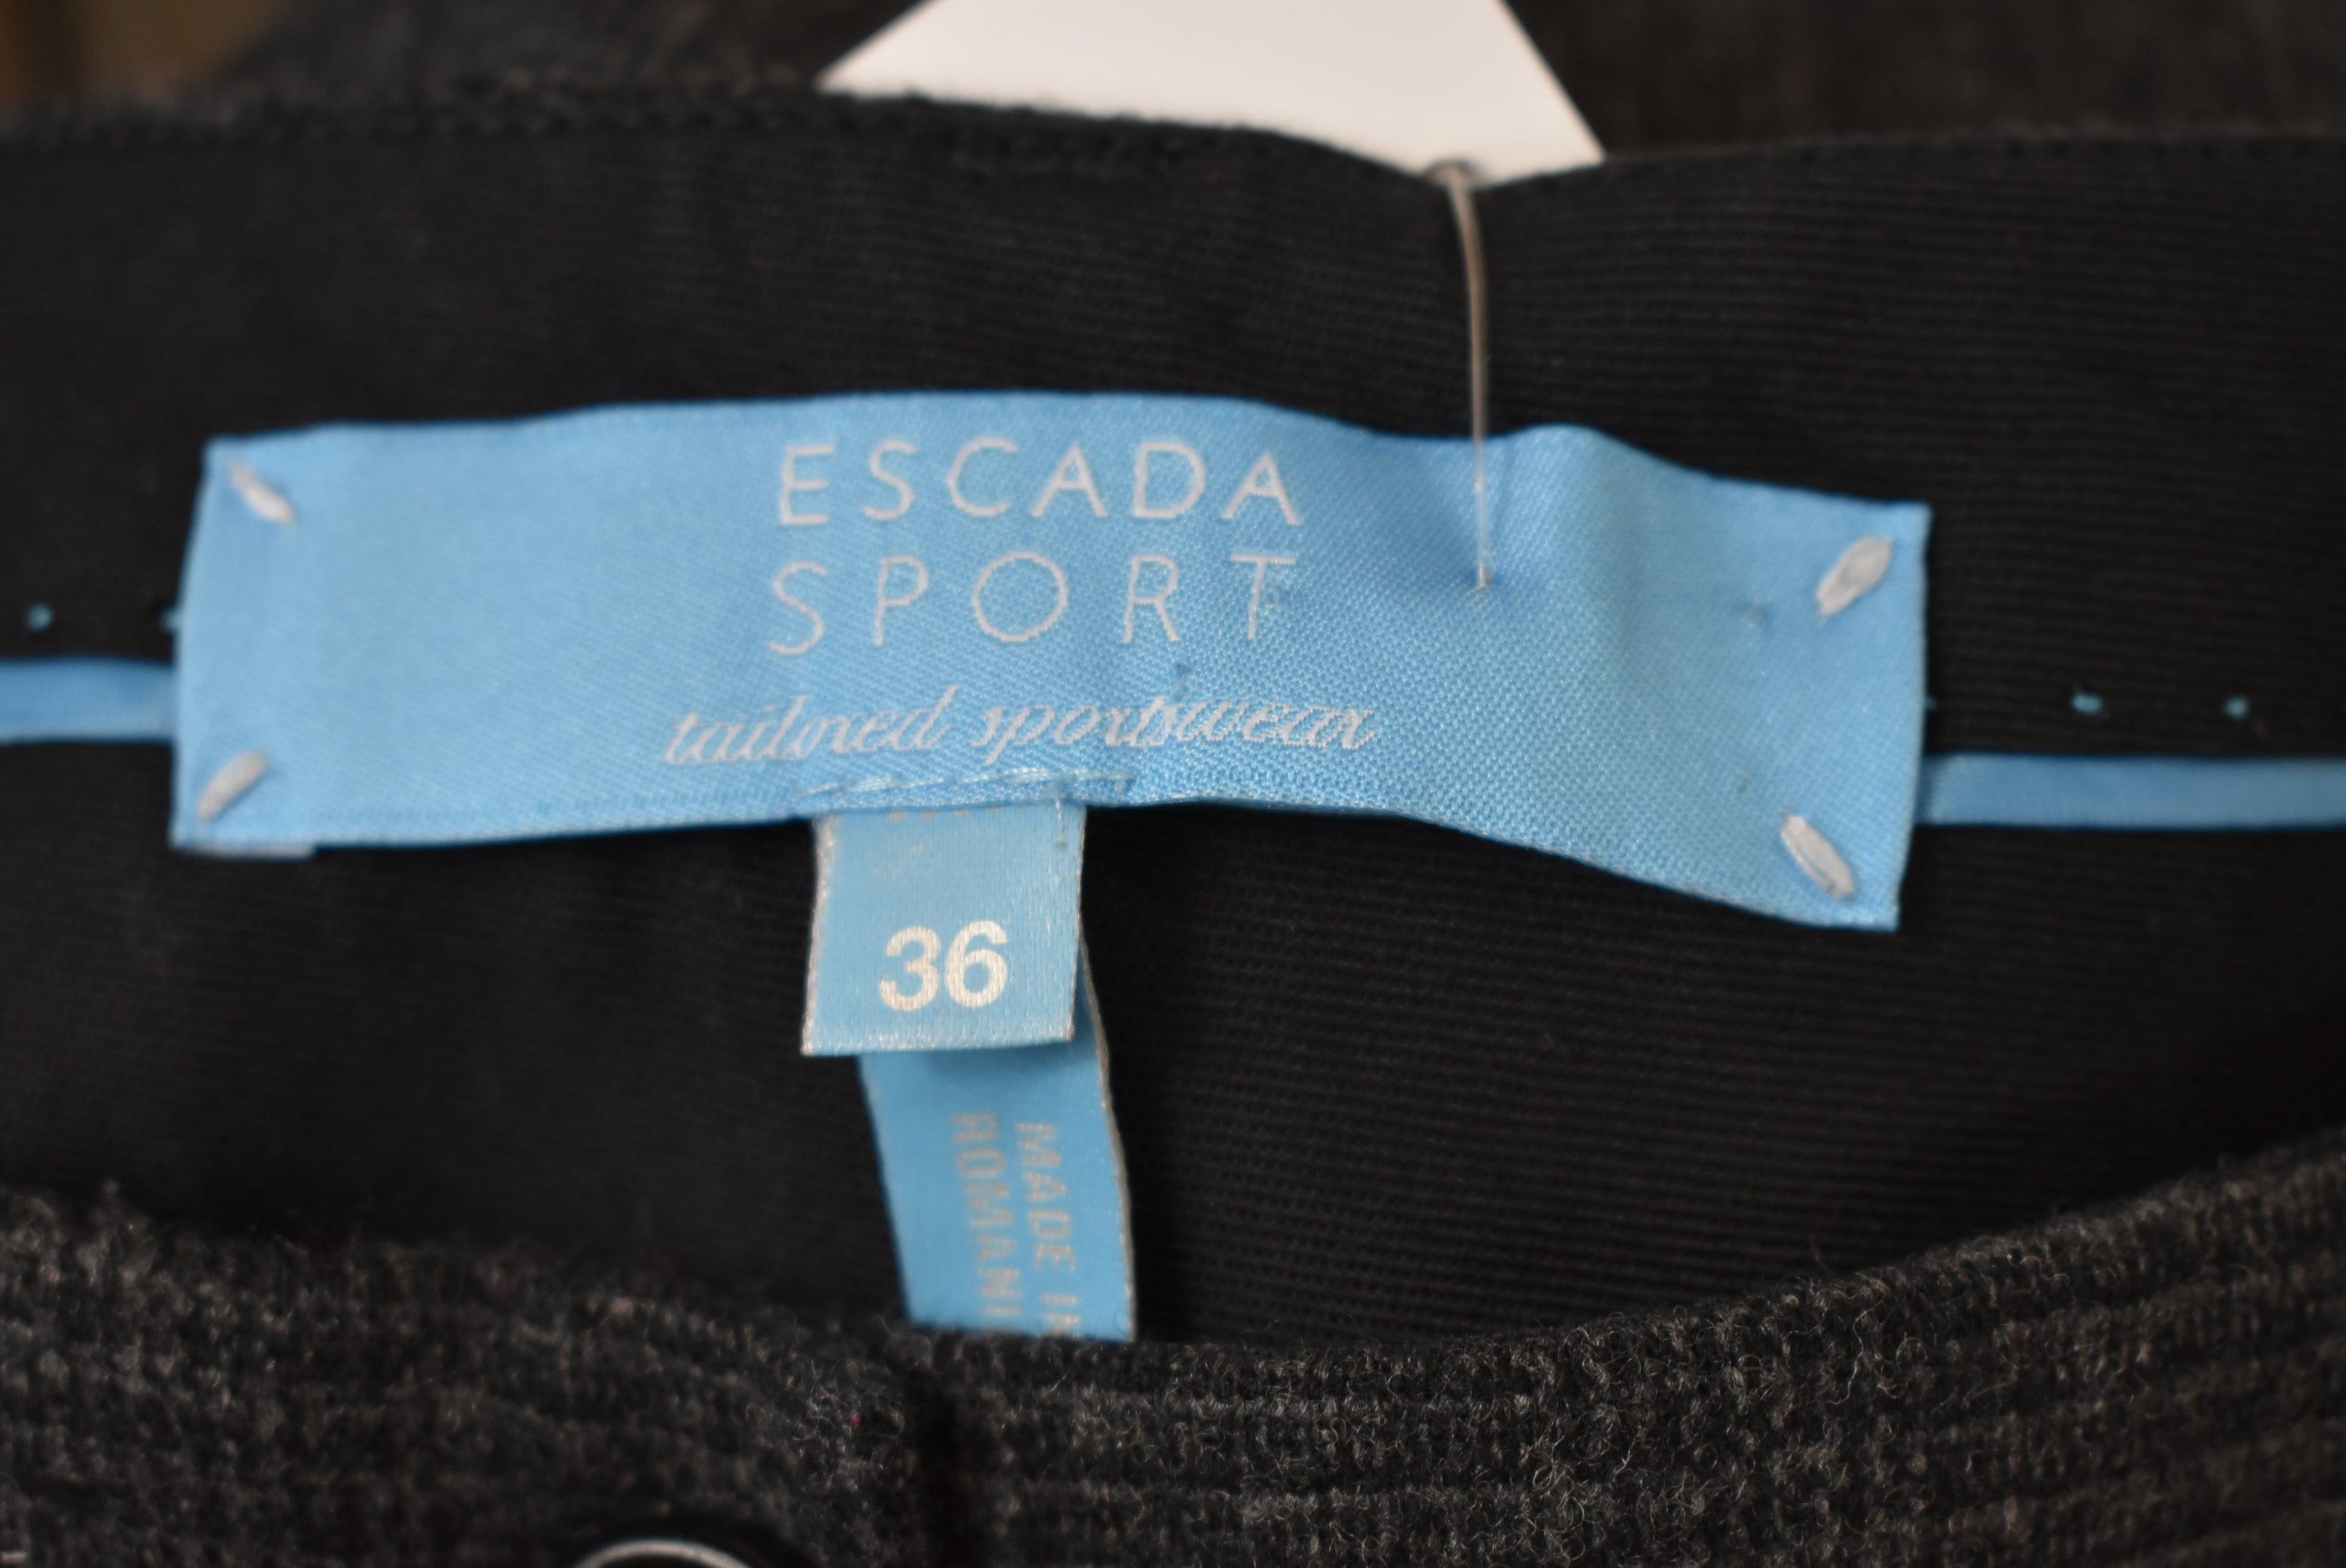 ESCADA
SPORT
tailored sportswear
36
MADE IN
ROMANI